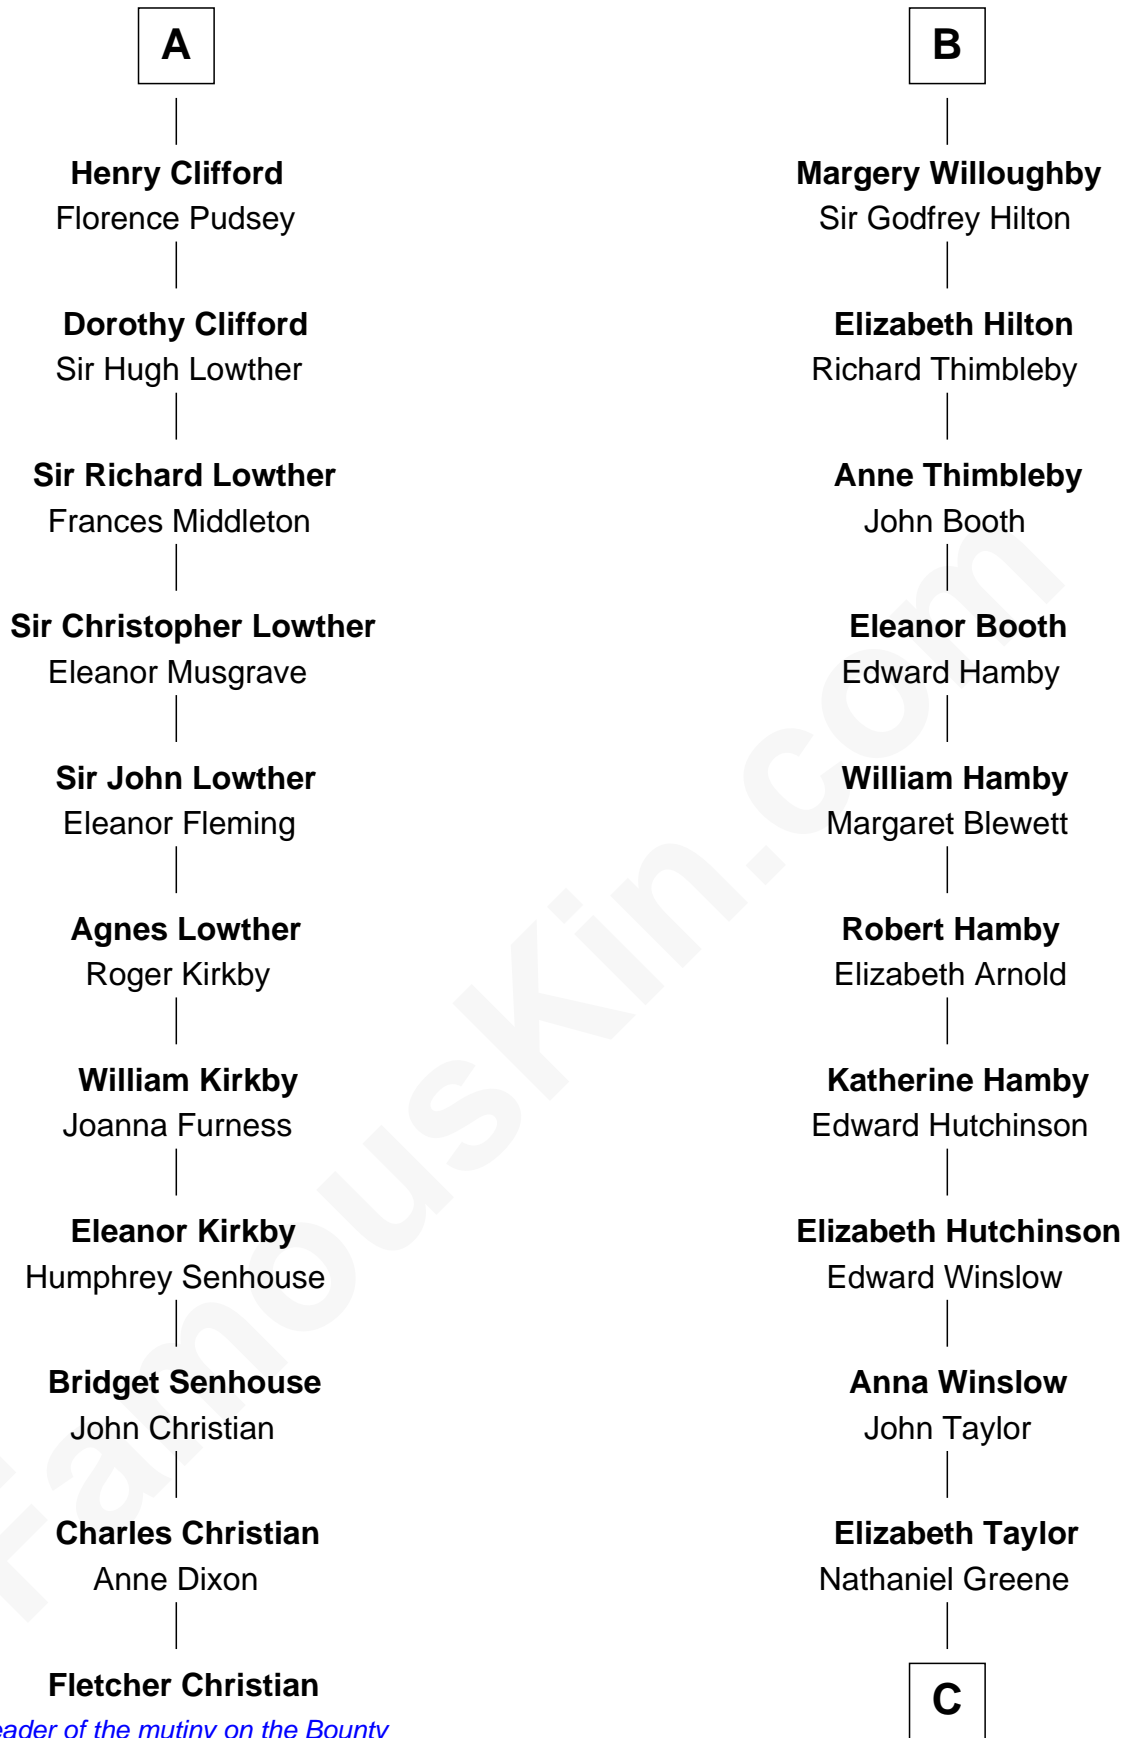 A
Henry Clifford
Florence Pudsey
Dorothy Clifford
Sir Hugh Lowther
Sir Richard Lowther
Frances Middleton
Sir Christopher Lowther
Eleanor Musgrave
Sir John Lowther
Eleanor Fleming
Agnes Lowther
Roger Kirkby
William Kirkby
Joanna Furness
Eleanor Kirkby
Humphrey Senhouse
Bridget Senhouse
John Christian
Charles Christian
Anne Dixon
Fletcher Christian
eader of the mutiny on the Bounty
B
Margery Willoughby
Sir Godfrey Hilton
Elizabeth Hilton
Richard Thimbleby
Anne Thimbleby
John Booth
Eleanor Booth
Edward Hamby
William Hamby
Margaret Blewett
Robert Hamby
Elizabeth Arnold
Katherine Hamby
Edward Hutchinson
Elizabeth Hutchinson
Edward Winslow
Anna Winslow
John Taylor
Elizabeth Taylor
Nathaniel Greene
C
FamousKin.com